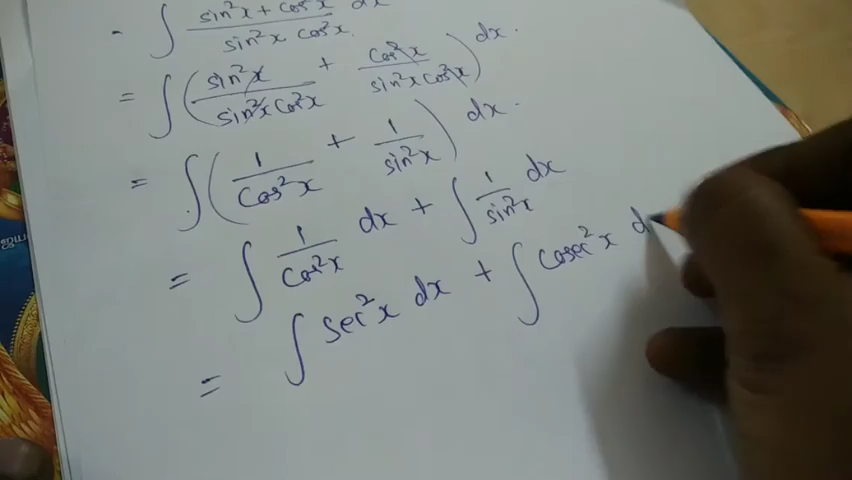 - ∫ (sin²x + cos²x)/(sin²x cos²x) dx
= ∫ (sin²x/(sin²x cos²x) + cos²x/(sin²x cos²x)) dx.
= ∫ (1/cos²x + 1/sin²x) dx.
= ∫ 1/cos²x dx + ∫ 1/sin²x dx
= ∫ sec²x dx + ∫ cosec²x d